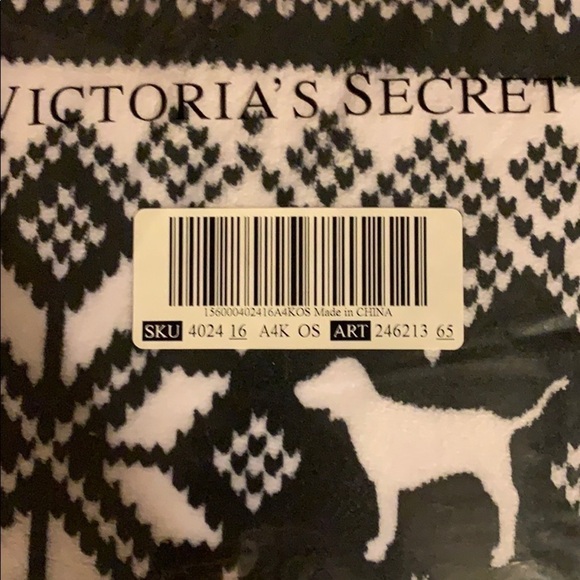 VICTORIA'S SECRET
156000402416A4KOS Made in CHINA
SKU 4024 16 A4K OS ART 246213 65